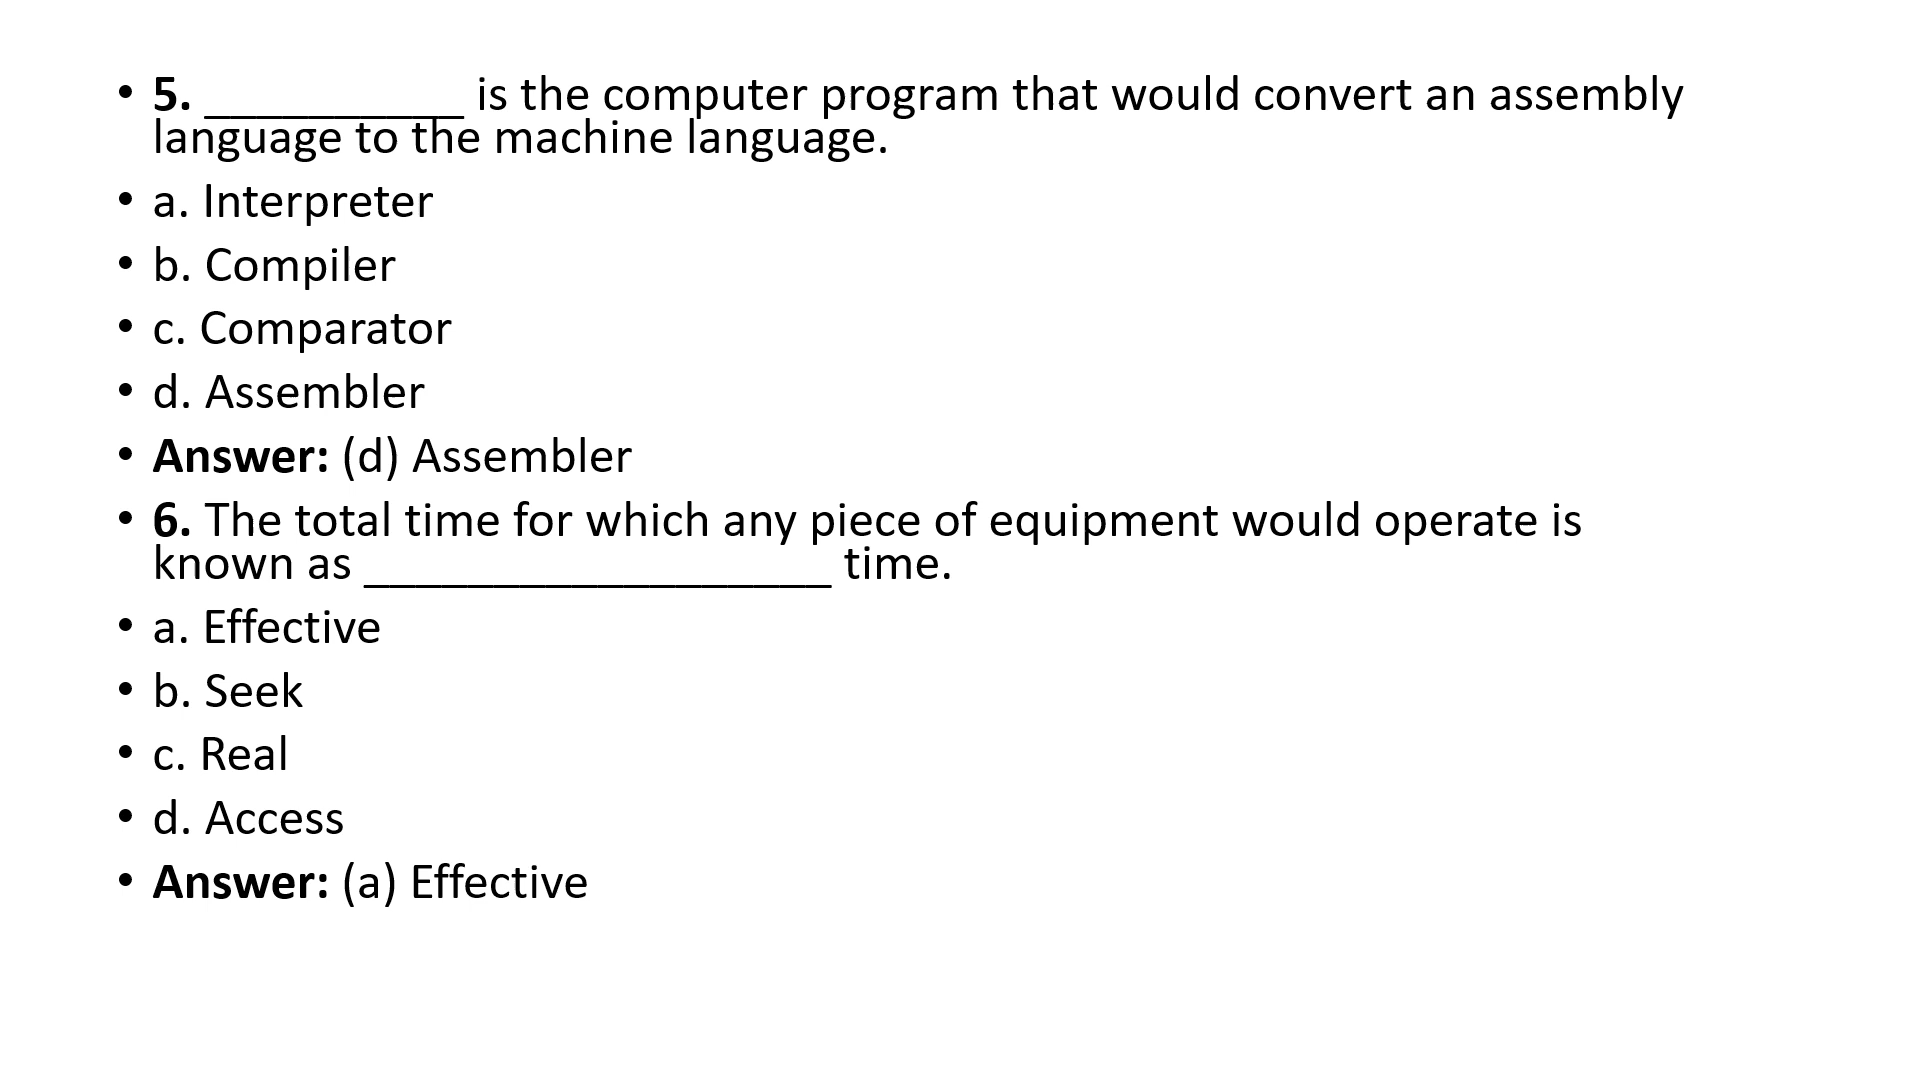 • 5. __________ is the computer program that would convert an assembly
language to the machine language.
• a. Interpreter
• b. Compiler
• c. Comparator
• d. Assembler
• Answer: (d) Assembler
• 6. The total time for which any piece of equipment would operate is
known as __________________ time.
• a. Effective
• b. Seek
• c. Real
• d. Access
• Answer: (a) Effective